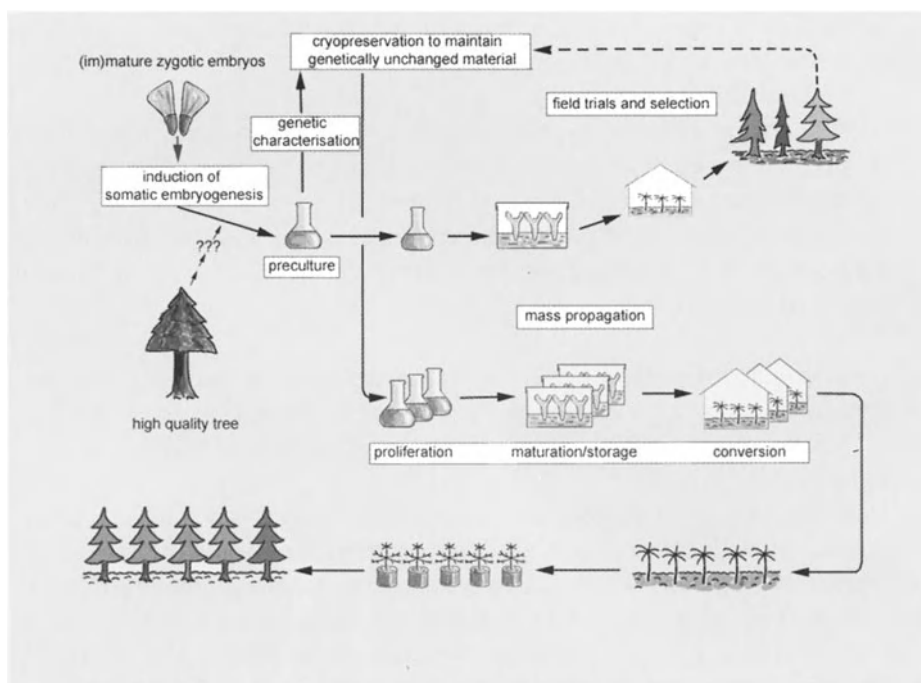 cryopreservation to maintain
genetically unchanged material
(im)mature zygotic embryos
field trials and selection
genetic
characterisation
induction of
somatic embryogenesis
???
preculture
mass propagation
high quality tree
proliferation maturation/storage conversion